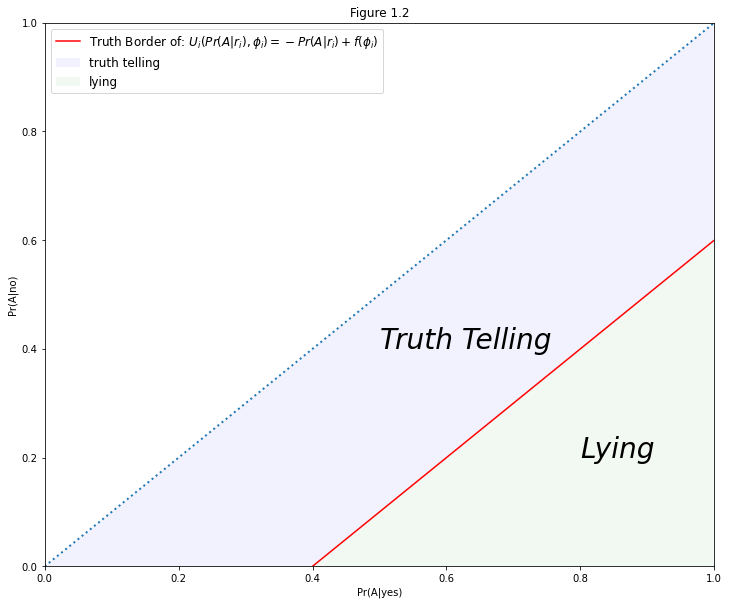 Figure 1.2
Truth Border of: $U_i(Pr(A|r_i), \phi_i) = -Pr(A|r_i) + f(\phi_i)$
truth telling
lying
1.0
0.8
0.6
0.4
0.2
0.0
Pr(A|no)
Truth Telling
Lying
0.0 0.2 0.4 0.6 0.8 1.0
Pr(A|yes)